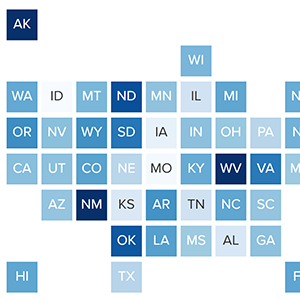 AK
WI
WA ID MT ND MN IL MI N
OR NV WY SD IA IN OH PA N
CA UT CO NE MO KY WV VA M
AZ NM KS AR TN NC SC
OK LA MS AL GA
HI TX F